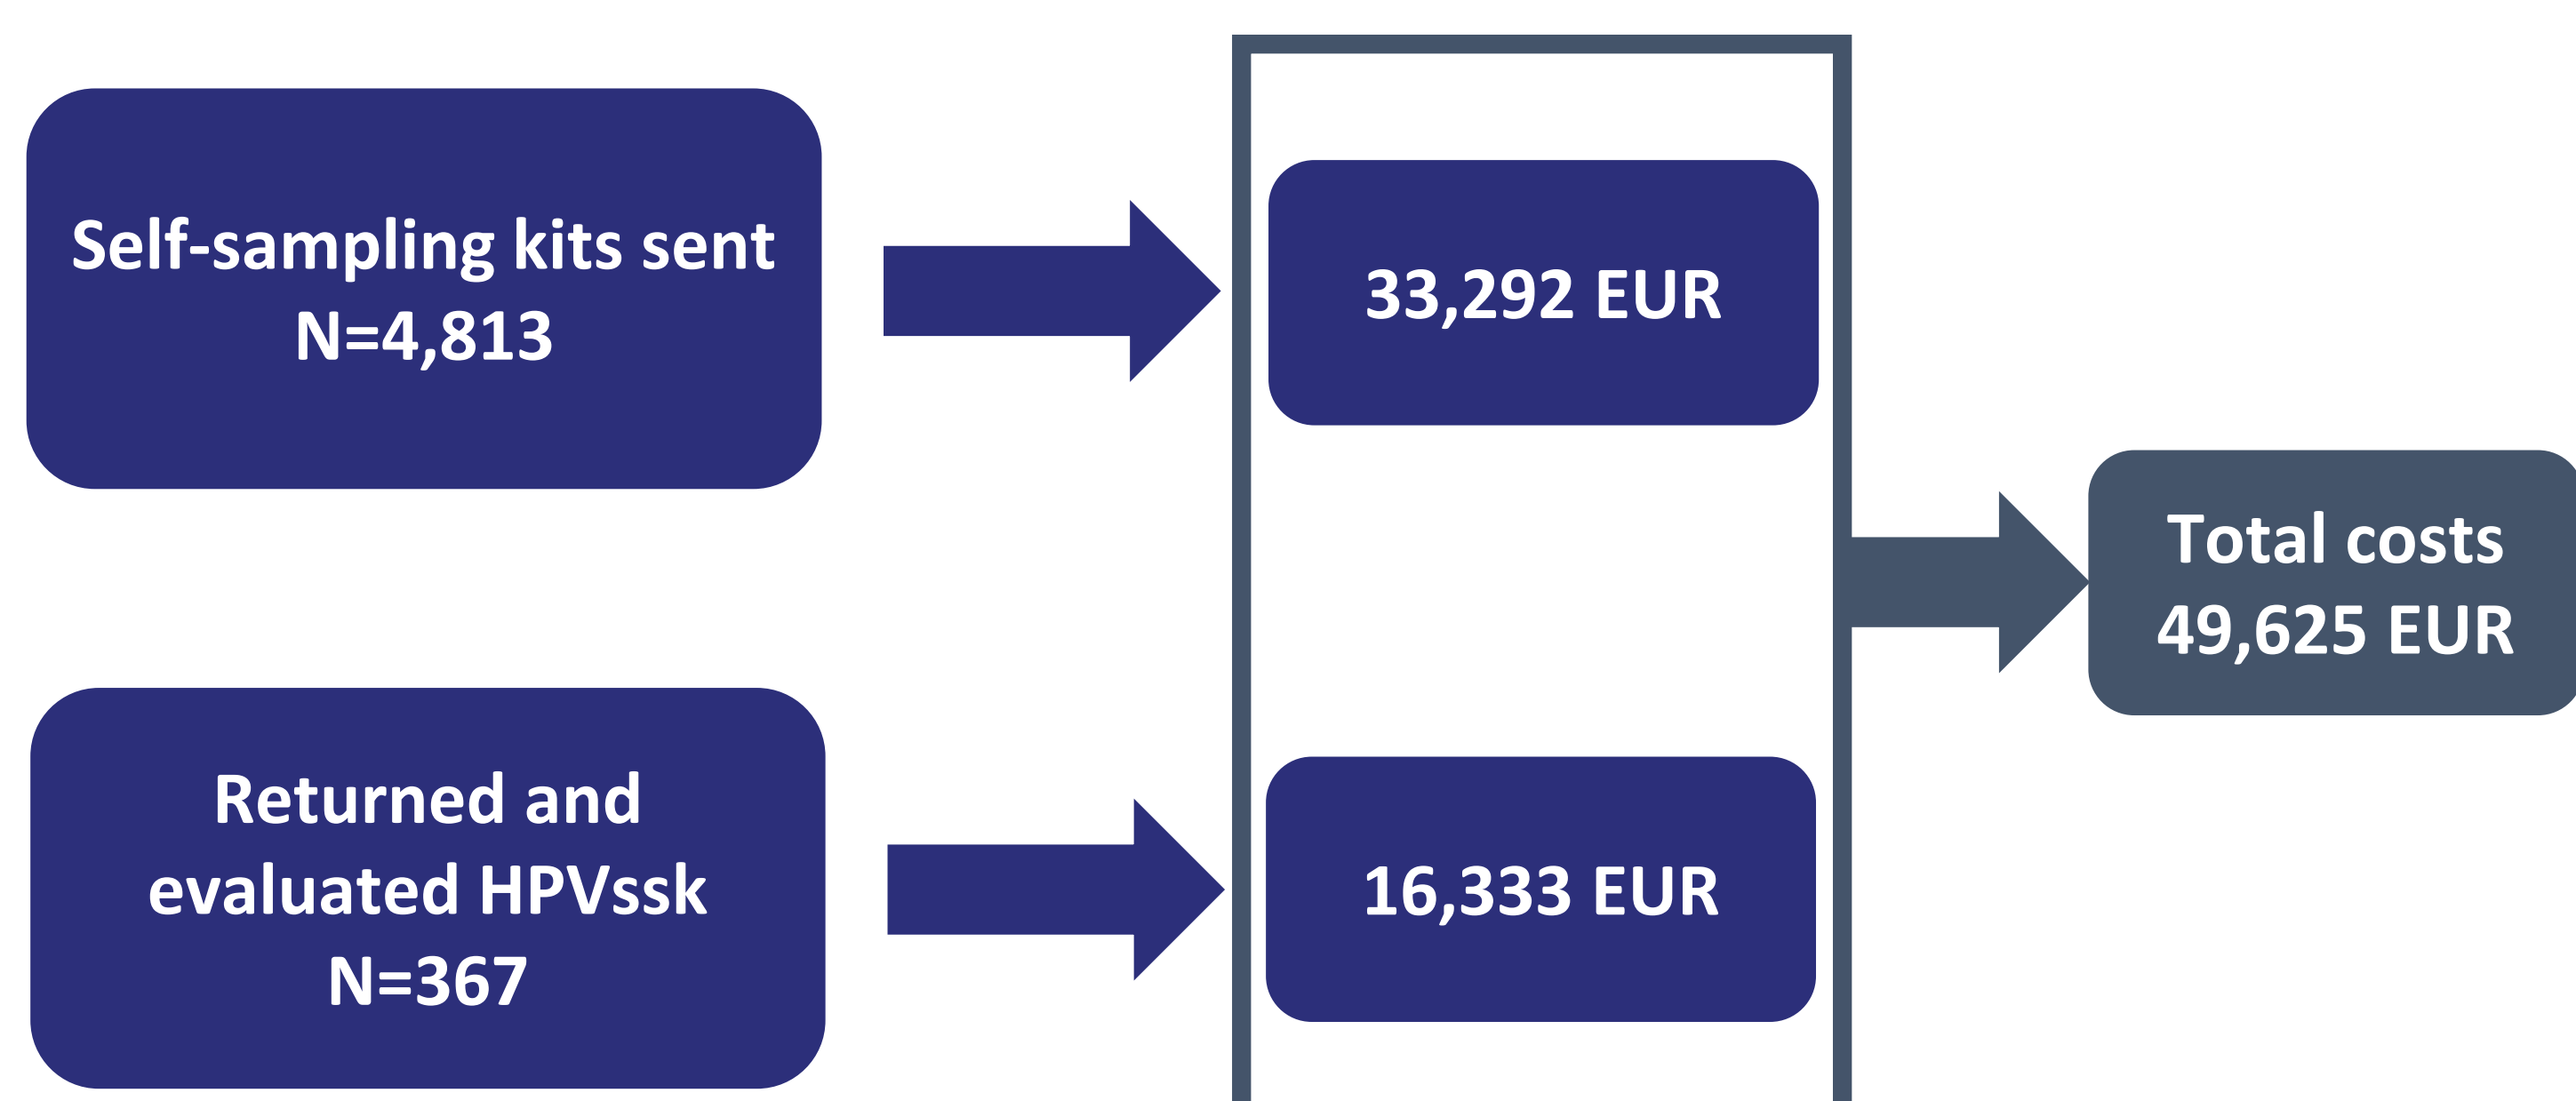 Self-sampling kits sent
N=4,813
33,292 EUR
Total costs
49,625 EUR
Returned and
evaluated HPVssk
N=367
16,333 EUR